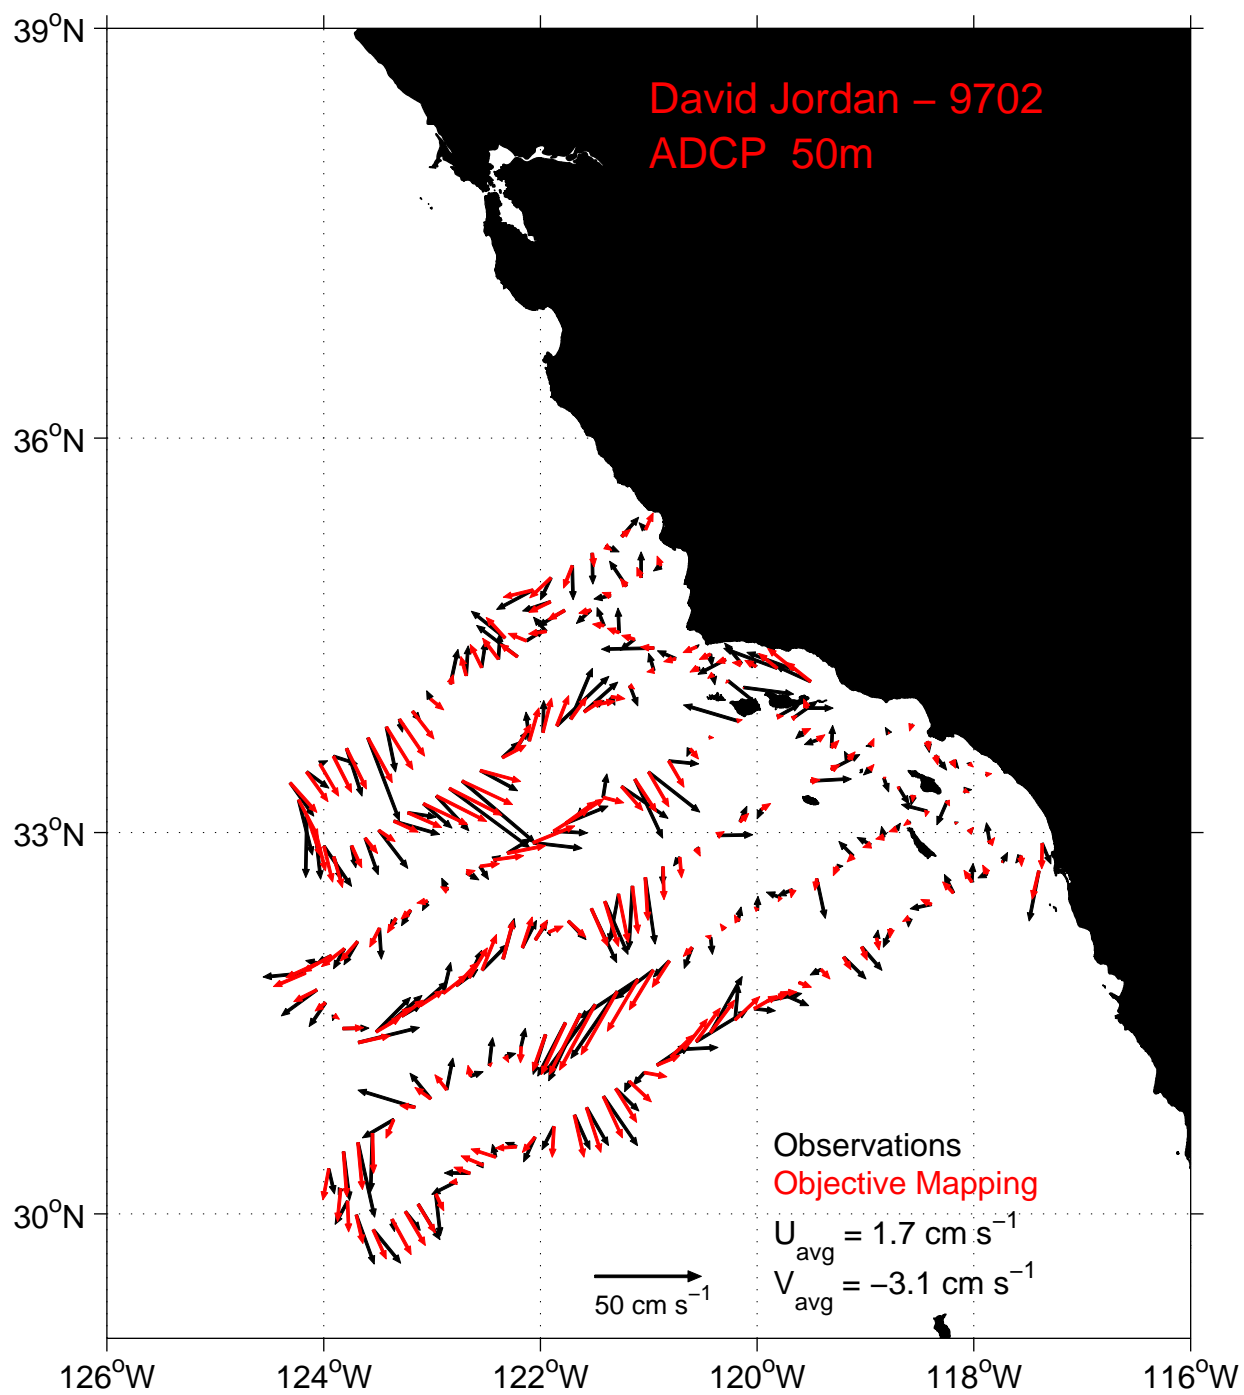 39°N
David Jordan – 9702
ADCP 50m
36°N
33°N
30°N
Observations
Objective Mapping
U_avg = 1.7 cm s⁻¹
V_avg = −3.1 cm s⁻¹
50 cm s⁻¹
126°W 124°W 122°W 120°W 118°W 116°W